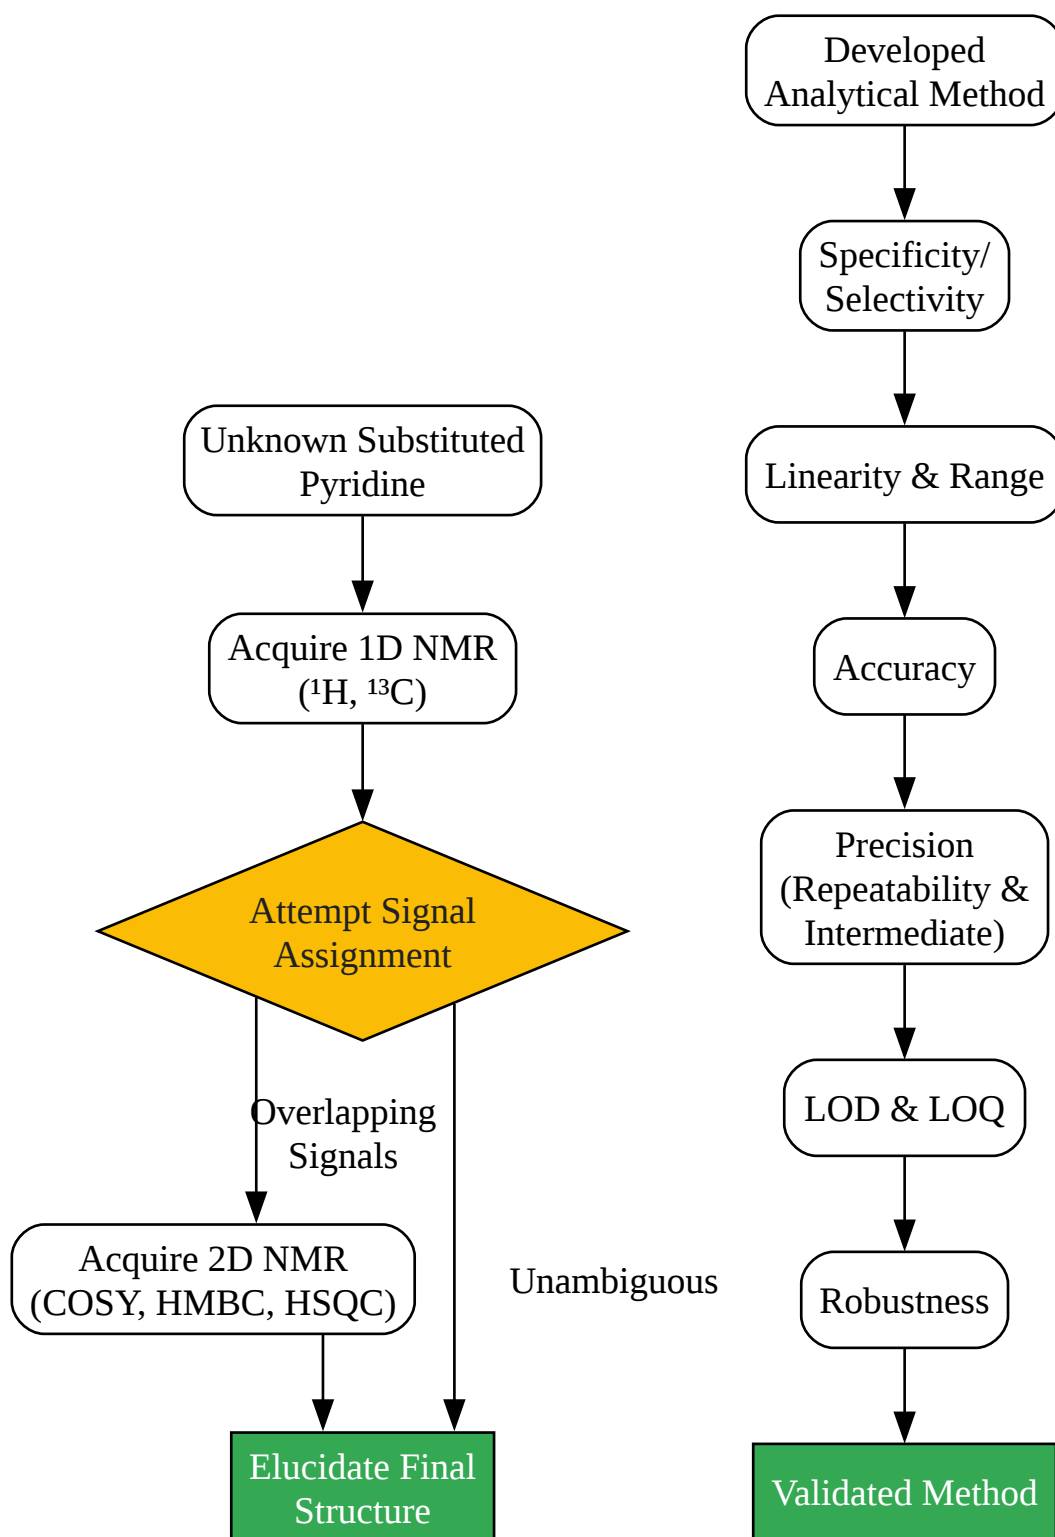 Unknown Substituted
Pyridine
Acquire 1D NMR
(¹H, ¹³C)
Attempt Signal
Assignment
Overlapping
Signals
Unambiguous
Acquire 2D NMR
(COSY, HMBC, HSQC)
Elucidate Final
Structure
Developed
Analytical Method
Specificity/
Selectivity
Linearity & Range
Accuracy
Precision
(Repeatability &
Intermediate)
LOD & LOQ
Robustness
Validated Method